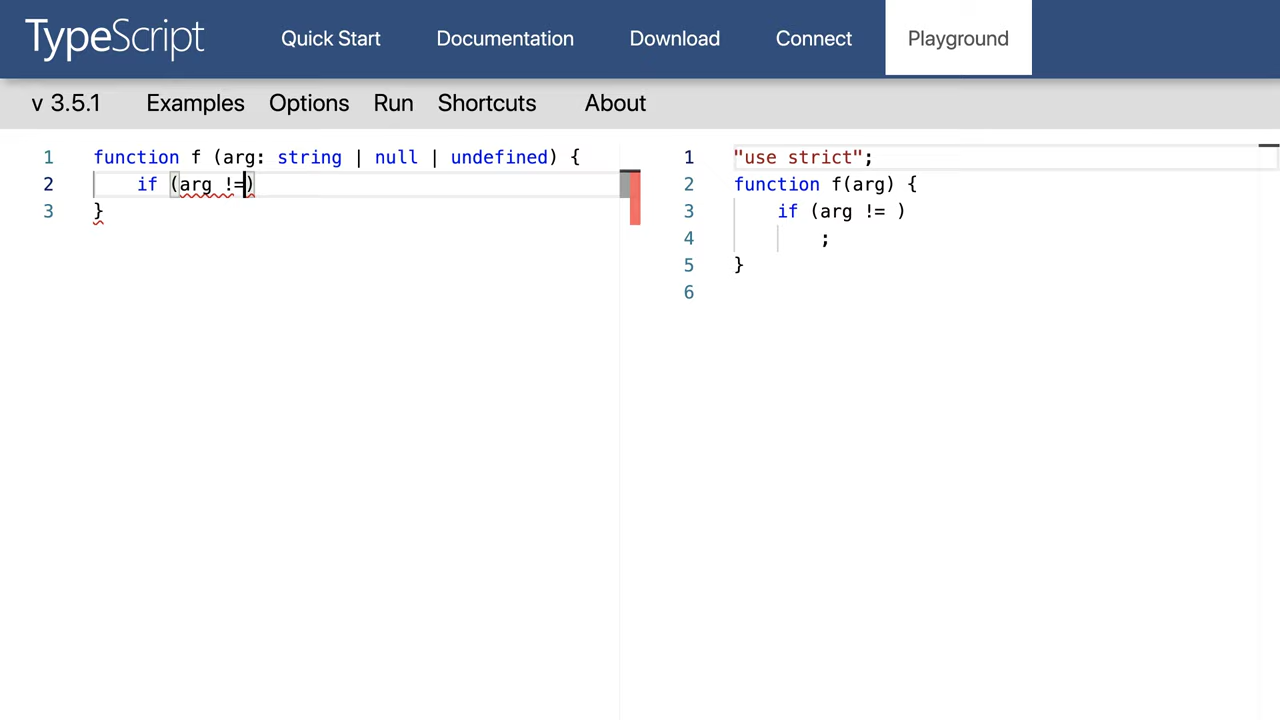 TypeScript Quick Start Documentation Download Connect Playground
v 3.5.1 Examples Options Run Shortcuts About
1 function f (arg: string | null | undefined) {
2 if (arg !=)
3 }
1 "use strict";
2 function f(arg) {
3 if (arg != )
4 ;
5 }
6